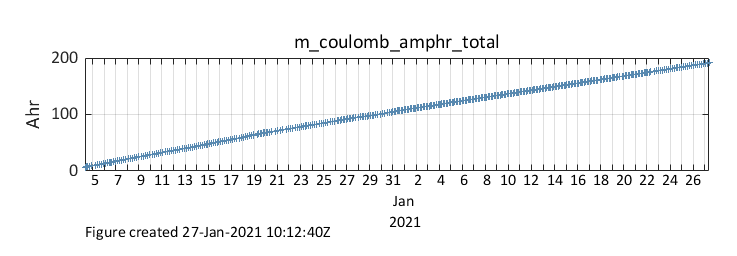 m_coulomb_amphr_total
Ahr
200
100
0
5 7 9 11 13 15 17 19 21 23 25 27 29 31 2 4 6 8 10 12 14 16 18 20 22 24 26
Jan
2021
Figure created 27-Jan-2021 10:12:40Z